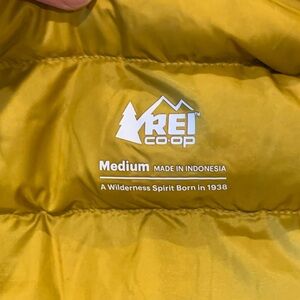 REI
CO·OP
Medium MADE IN INDONESIA
A Wilderness Spirit Born in 1938